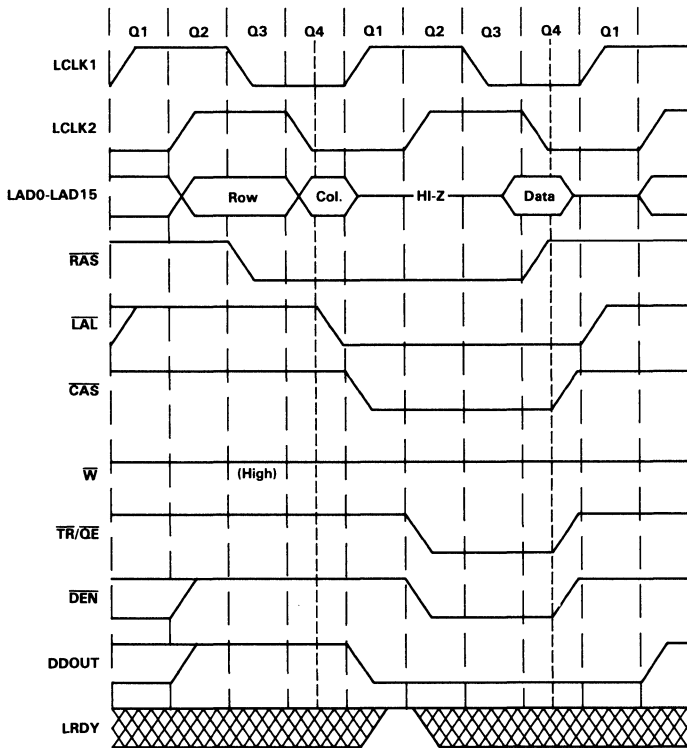 Q1 Q2 Q3 Q4 Q1 Q2 Q3 Q4 Q1
LCLK1
LCLK2
LAD0-LAD15 Row Col. HI-Z Data
RAS
LAL
CAS
W (High)
TR/QE
DEN
DDOUT
LRDY